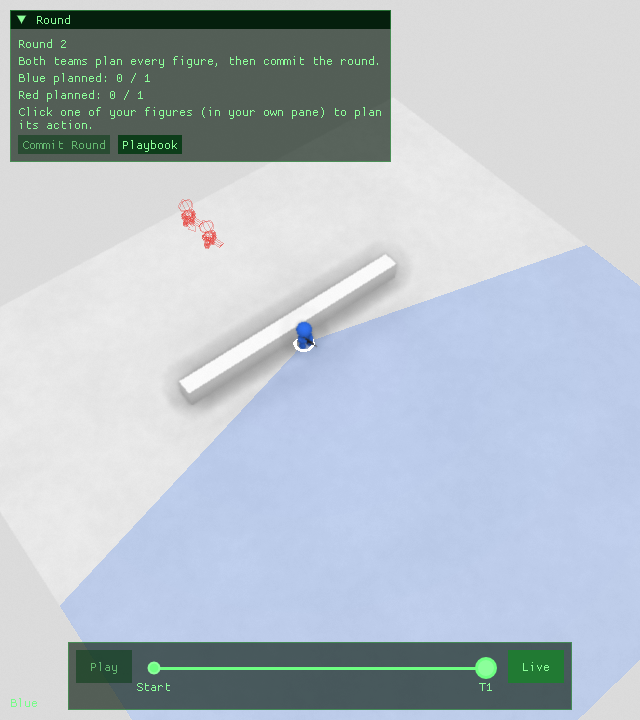 Round
Round 2
Both teams plan every figure, then commit the round.
Blue planned: 0 / 1
Red planned: 0 / 1
Click one of your figures (in your own pane) to plan
its action.
Commit Round
Playbook
Play
Start
T1
Live
Blue